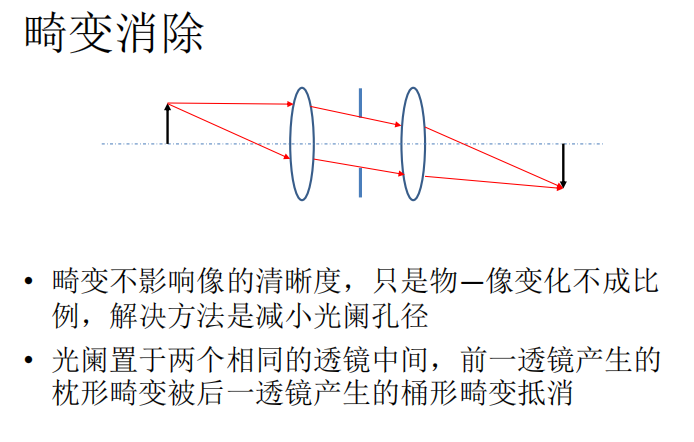 畸变消除
• 畸变不影响像的清晰度，只是物—像变化不成比
例，解决方法是减小光阑孔径
• 光阑置于两个相同的透镜中间，前一透镜产生的
枕形畸变被后一透镜产生的桶形畸变抵消